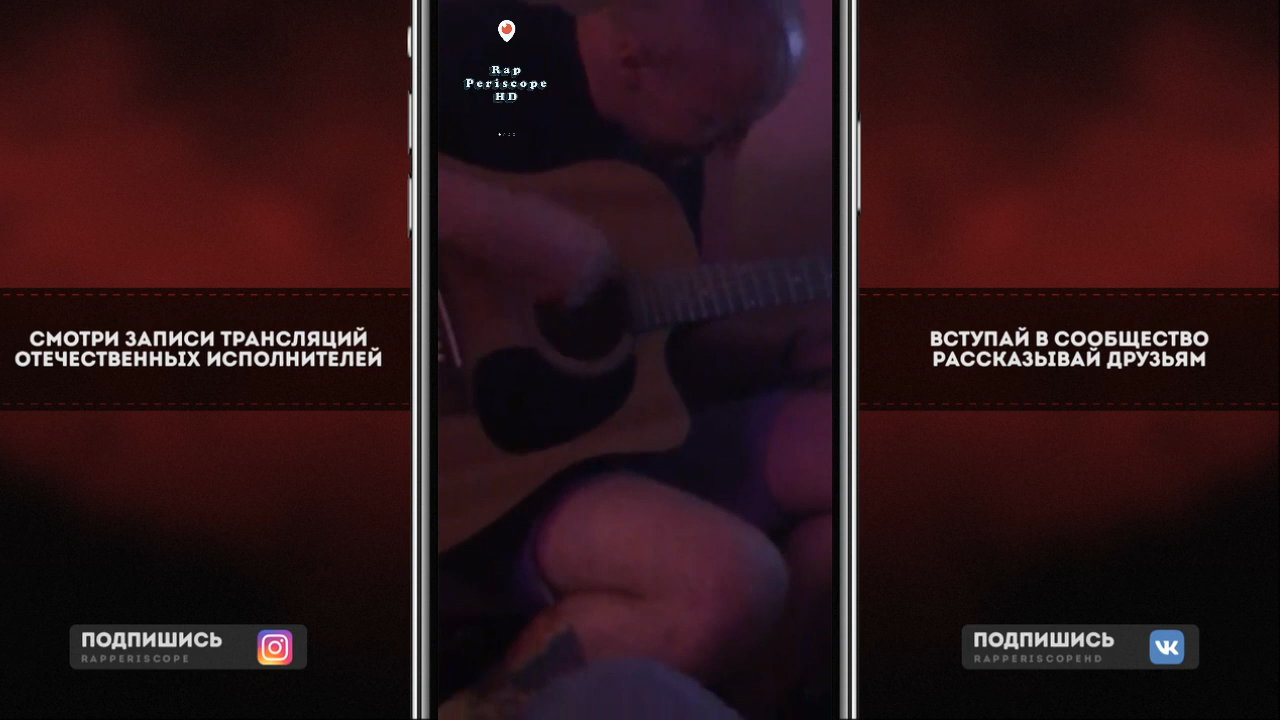 Rap
Periscope
HD
СМОТРИ ЗАПИСИ ТРАНСЛЯЦИЙ
ОТЕЧЕСТВЕННЫХ ИСПОЛНИТЕЛЕЙ
ВСТУПАЙ В СООБЩЕСТВО
РАССКАЗЫВАЙ ДРУЗЬЯМ
ПОДПИШИСЬ
RAPPERISCOPE
ПОДПИШИСЬ
RAPPERISCOPEHD